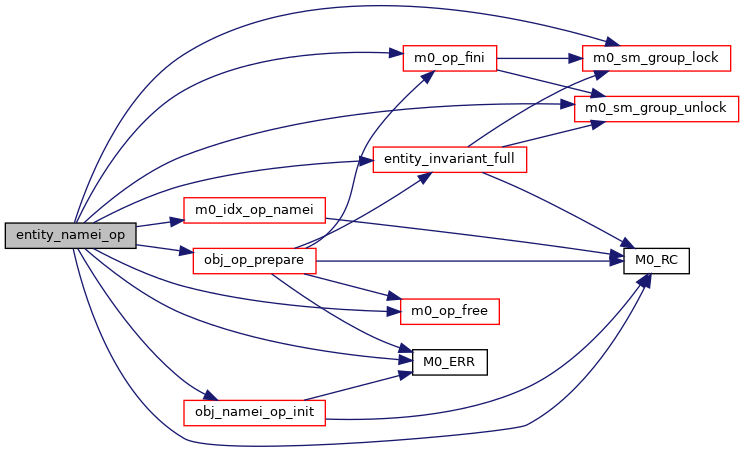 m0_op_fini
m0_sm_group_lock
m0_sm_group_unlock
entity_invariant_full
m0_idx_op_namei
entity_namei_op
obj_op_prepare
M0_RC
m0_op_free
M0_ERR
obj_namei_op_init